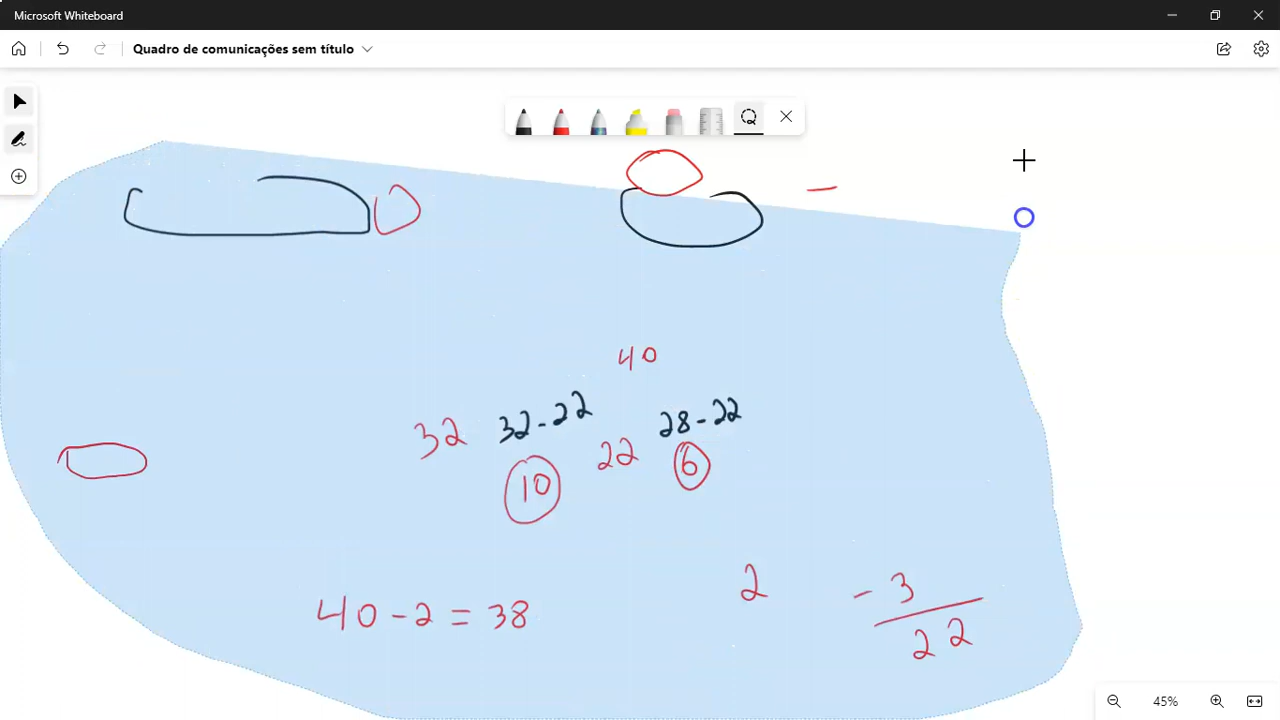 Microsoft Whiteboard
Quadro de comunicações sem título
40
32 32-22 28-22
22
10 6
2 -3
40-2=38
22
45%